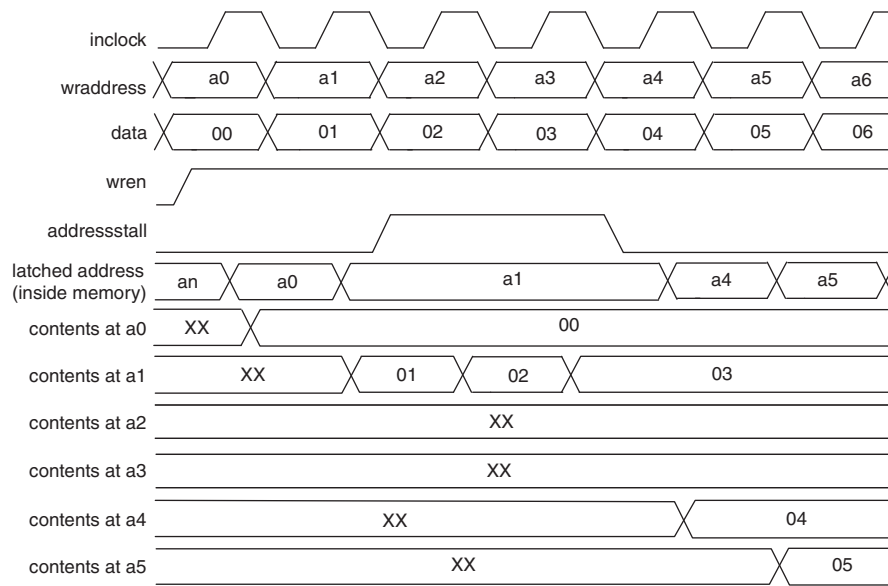 inclock
wraddress a0 a1 a2 a3 a4 a5 a6
data 00 01 02 03 04 05 06
wren
addressstall
latched address
(inside memory) an a0 a1 a4 a5
contents at a0 XX 00
contents at a1 XX 01 02 03
contents at a2 XX
contents at a3 XX
contents at a4 XX 04
contents at a5 XX 05